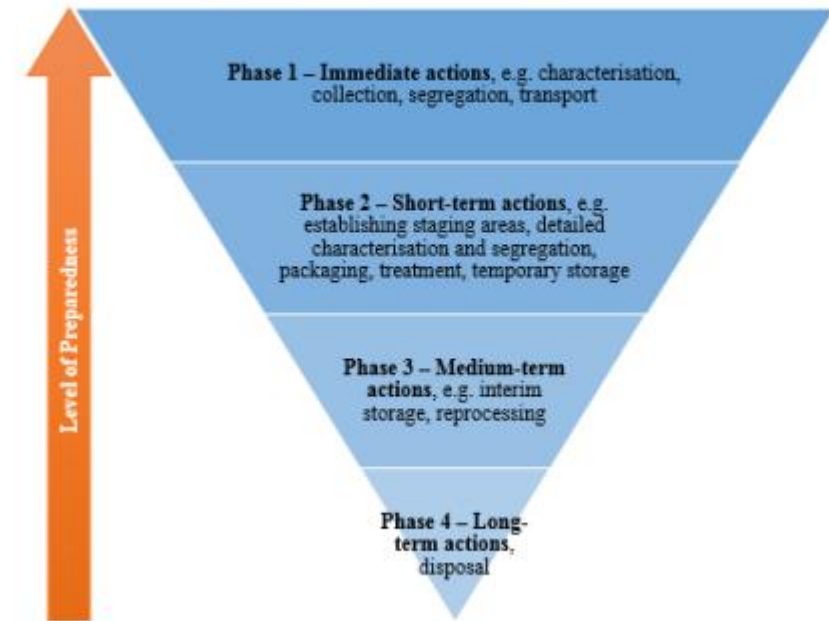 Level of Preparedness
Phase 1 – Immediate actions, e.g. characterisation,
collection, segregation, transport
Phase 2 – Short-term actions, e.g.
establishing staging areas, detailed
characterisation and segregation,
packaging, treatment, temporary storage
Phase 3 – Medium-term
actions, e.g. interim
storage, reprocessing
Phase 4 – Long-
term actions,
disposal